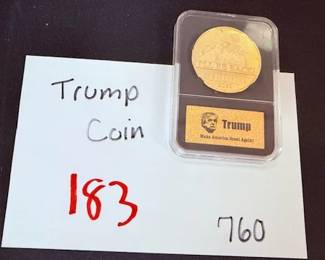 Trump
Coin
183
760
Trump
Make America Great Again!